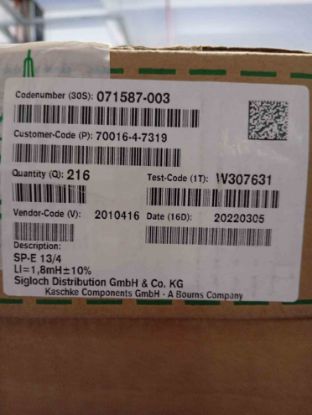 Codenumber (30S): 071587-003
Customer-Code (P): 70016-4-7319
Quantity (Q): 216 Test-Code (1T): W307631
Vendor-Code (V): 2010416 Date (16D): 20220305
Description:
SP-E 13/4
LI=1,8mH±10%
Sigloch Distribution GmbH & Co. KG
Kaschke Components GmbH - A Bourns Company